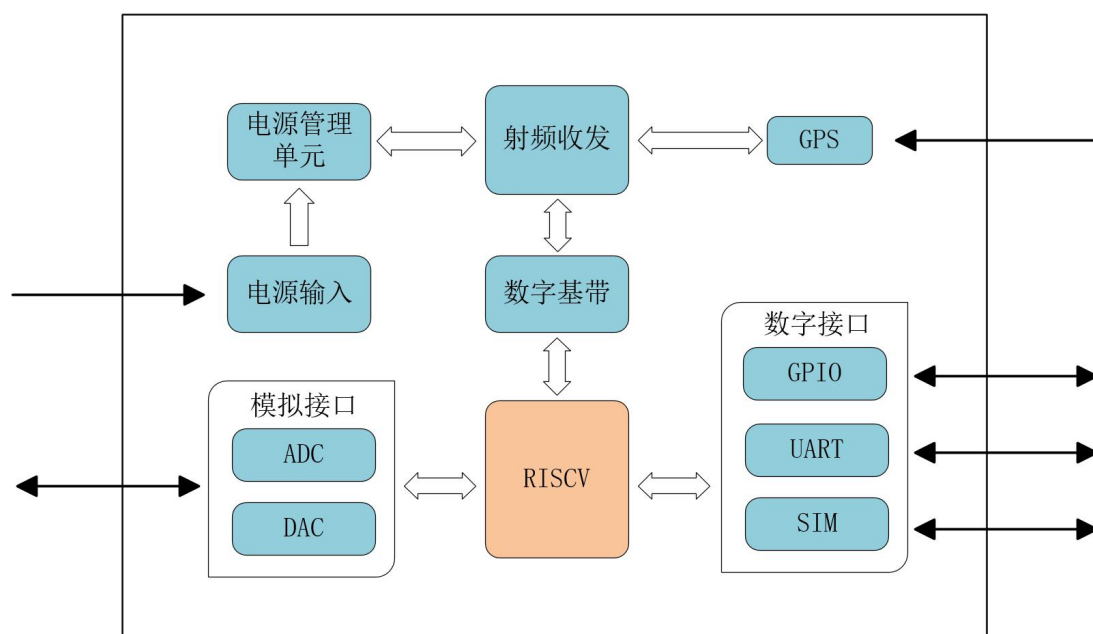 电源管理
单元
射频收发
GPS
电源输入
数字基带
数字接口
GPIO
模拟接口
ADC
UART
RISCV
DAC
SIM